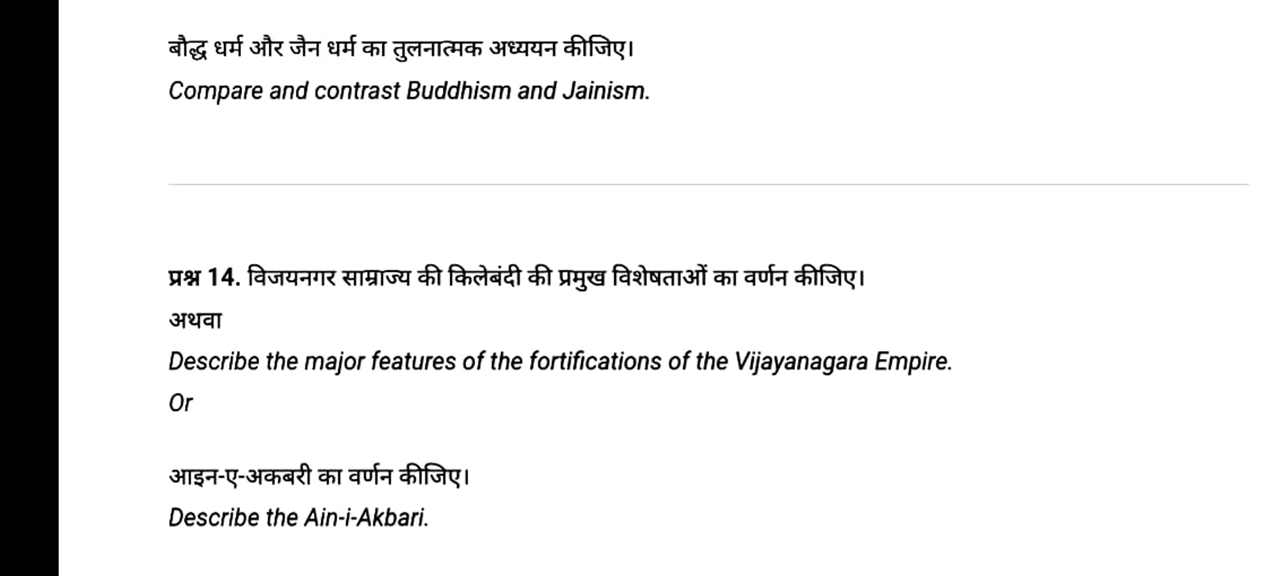 बौद्ध धर्म और जैन धर्म का तुलनात्मक अध्ययन कीजिए।
Compare and contrast Buddhism and Jainism.
प्रश्न 14. विजयनगर साम्राज्य की किलेबंदी की प्रमुख विशेषताओं का वर्णन कीजिए।
अथवा
Describe the major features of the fortifications of the Vijayanagara Empire.
Or
आइन-ए-अकबरी का वर्णन कीजिए।
Describe the Ain-i-Akbari.